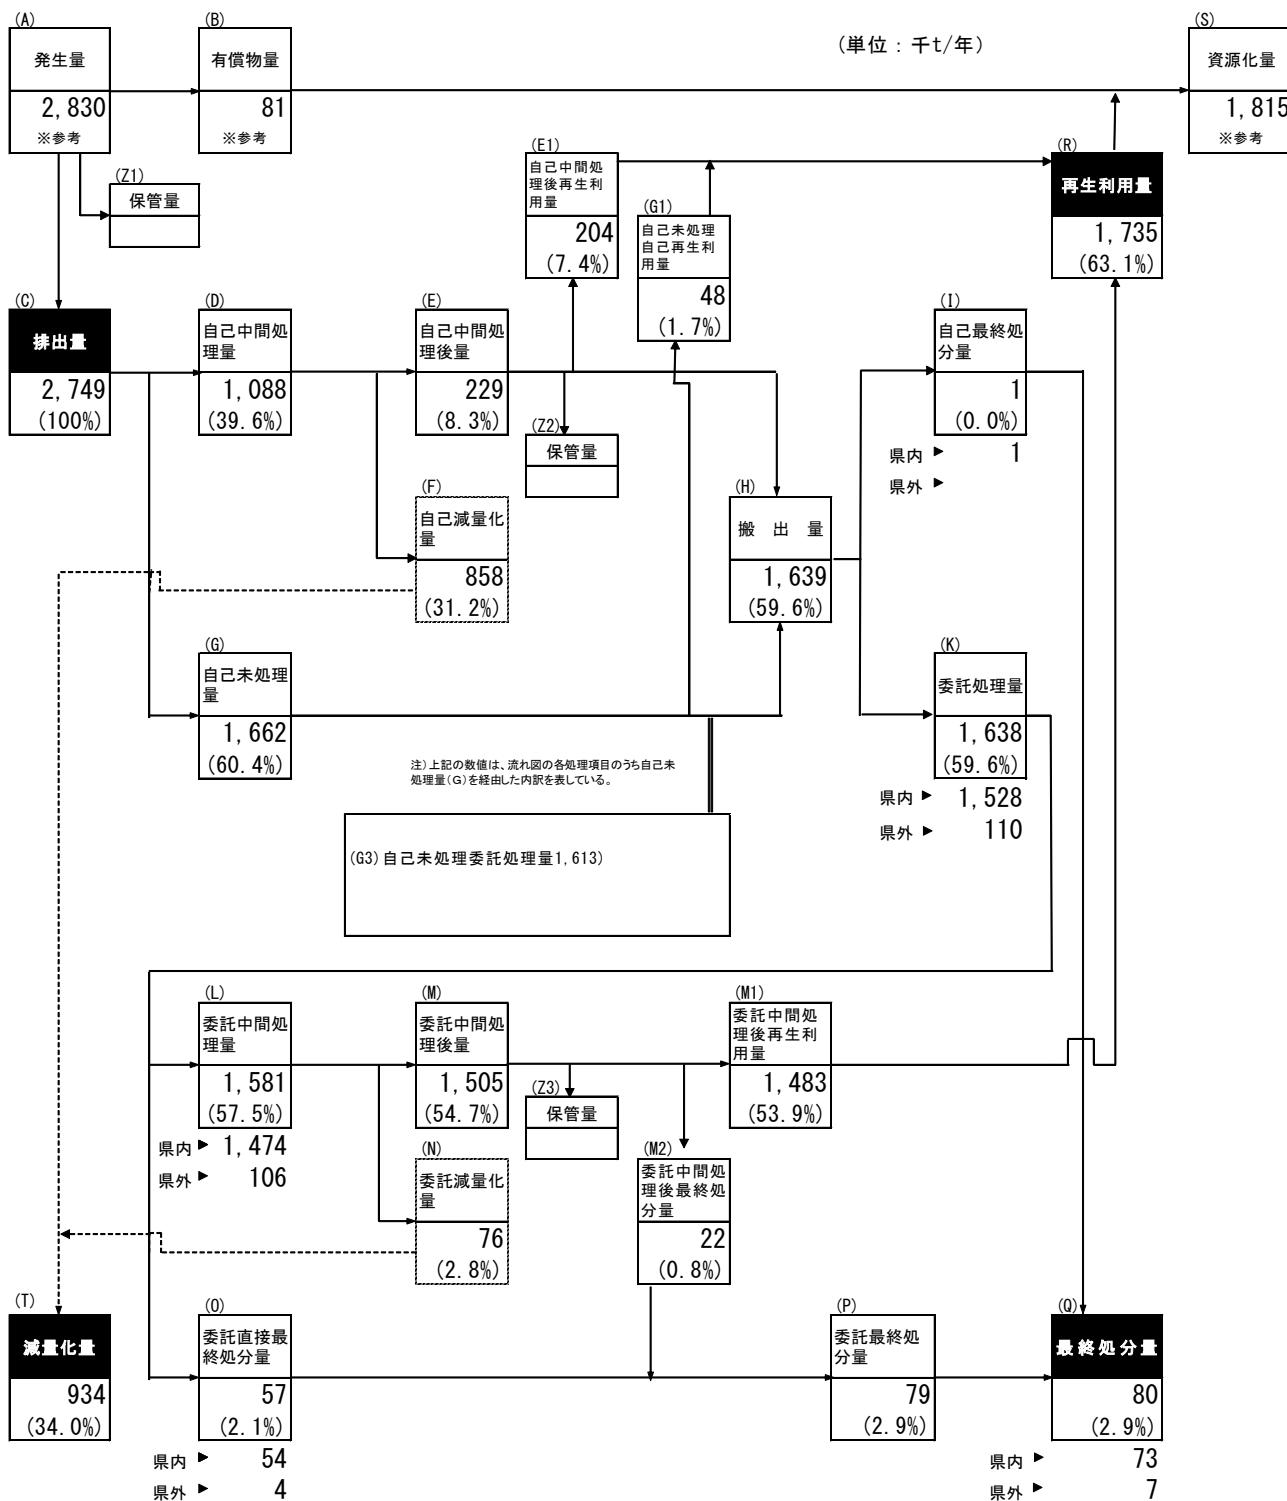 (A)
発生量
2,830
※参考
(B)
有償物量
81
※参考
(単位：千t/年)
(S)
資源化量
1,815
※参考
(Z1)
保管量
(E1)
自己中間処
理後再生利
用量
204
(7.4%)
(G1)
自己未処理
自己再生利
用量
48
(1.7%)
(R)
再生利用量
1,735
(63.1%)
(C)
排出量
2,749
(100%)
(D)
自己中間処
理量
1,088
(39.6%)
(E)
自己中間処
理後量
229
(8.3%)
(Z2)
保管量
(I)
自己最終処
分量
1
(0.0%)
県内 ▶ 1
県外 ▶
(F)
自己減量化
量
858
(31.2%)
(H)
搬　出　量
1,639
(59.6%)
(G)
自己未処理
量
1,662
(60.4%)
(K)
委託処理量
1,638
(59.6%)
県内 ▶ 1,528
県外 ▶ 110
注)上記の数値は、流れ図の各処理項目のうち自己未
処理量(G)を経由した内訳を表している。
(G3)自己未処理委託処理量1,613)
(L)
委託中間処
理量
1,581
(57.5%)
県内 ▶ 1,474
県外 ▶ 106
(M)
委託中間処
理後量
1,505
(54.7%)
(Z3)
保管量
(M1)
委託中間処
理後再生利
用量
1,483
(53.9%)
(N)
委託減量化
量
76
(2.8%)
(M2)
委託中間処
理後最終処
分量
22
(0.8%)
(T)
減量化量
934
(34.0%)
(O)
委託直接最
終処分量
57
(2.1%)
県内 ▶ 54
県外 ▶ 4
(P)
委託最終処
分量
79
(2.9%)
(Q)
最終処分量
80
(2.9%)
県内 ▶ 73
県外 ▶ 7